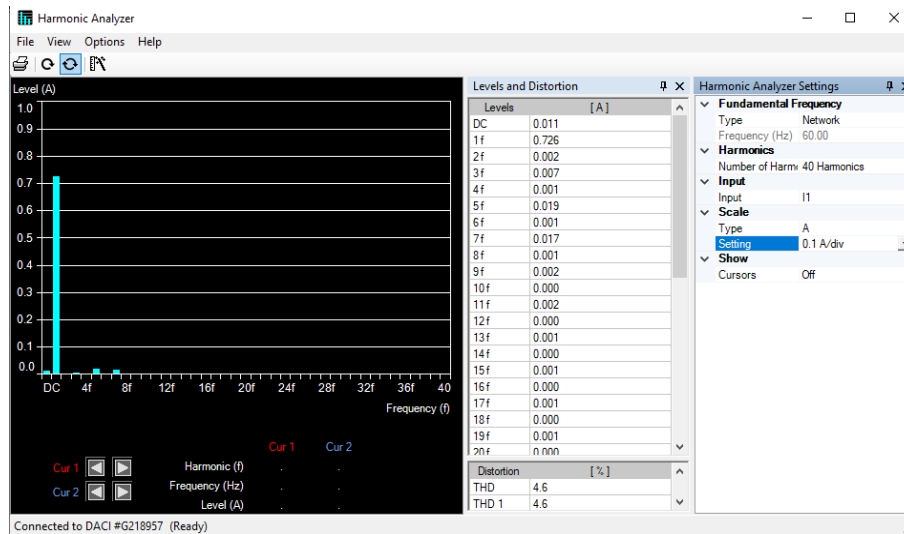 Harmonic Analyzer
File View Options Help
Level (A)
1.0
0.9
0.8
0.7
0.6
0.5
0.4
0.3
0.2
0.1
0.0
DC 4f 8f 12f 16f 20f 24f 28f 32f 36f 40
Frequency (f)
Cur 1 Cur 2
Cur 1 Harmonic (f) . .
Cur 2 Frequency (Hz) . .
Level (A) . .
Levels and Distortion
Levels [ A ]
DC 0.011
1f 0.726
2f 0.002
3f 0.007
4f 0.001
5f 0.019
6f 0.001
7f 0.017
8f 0.001
9f 0.002
10f 0.000
11f 0.002
12f 0.000
13f 0.001
14f 0.000
15f 0.001
16f 0.000
17f 0.001
18f 0.000
19f 0.001
20f 0.000
Distortion [ % ]
THD 4.6
THD 1 4.6
Harmonic Analyzer Settings
Fundamental Frequency
Type Network
Frequency (Hz) 60.00
Harmonics
Number of Harm 40 Harmonics
Input
Input I1
Scale
Type A
Setting 0.1 A/div
Show
Cursors Off
Connected to DACI #G218957 (Ready)